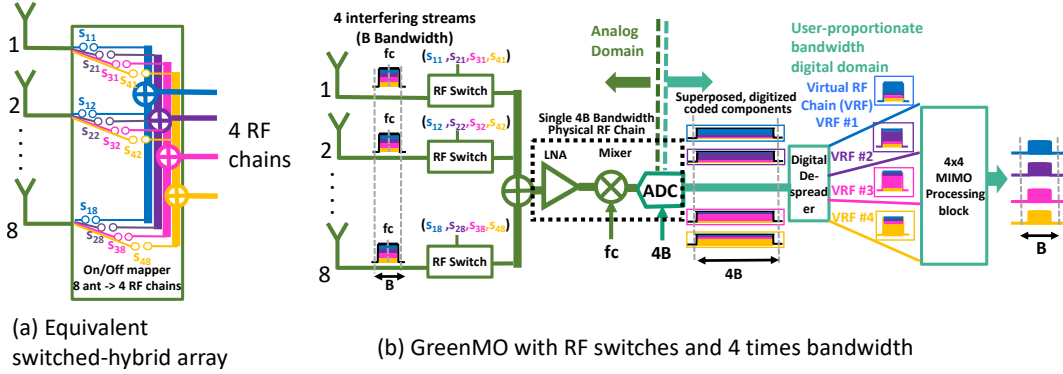 1
S11
S21
S31
S41
2
S12
S22
S32
S42
8
S18
S28
S38
S48
4 RF
chains
On/Off mapper
8 ant -> 4 RF chains
(a) Equivalent
switched-hybrid array
4 interfering streams
(B Bandwidth)
fc
(S11 ,S21,S31,S41)
1
RF Switch
fc
(S12 ,S22,S32,S42)
2
RF Switch
fc
(S18 ,S28,S38,S48)
8
RF Switch
B
Analog
Domain
User-proportionate
bandwidth
digital domain
Single 4B Bandwidth
Physical RF Chain
LNA
Mixer
ADC
fc
4B
Superposed, digitized
coded components
4B
Digital
De-
spread
er
Virtual RF
Chain (VRF)
VRF #1
VRF #2
VRF #3
VRF #4
4x4
MIMO
Processing
block
B
(b) GreenMO with RF switches and 4 times bandwidth